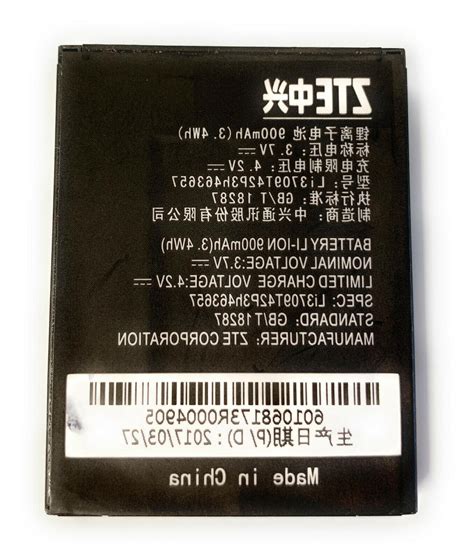 ZTE中兴
锂离子电池 900mAh(3.4Wh)
标称电压：3.7V⎓
充电限制电压：4.2V⎓
型号：Li3709T42P3h463657
执行标准：GB/T 18287
制造商：中兴通讯股份有限公司
BATTERY LI-ION 900mAh(3.4Wh)
NOMINAL VOLTAGE:3.7V⎓
LIMITED CHARGE VOLTAGE:4.2V⎓
SPEC: Li3709T42P3h463657
STANDARD: GB/T18287
MANUFACTURER: ZTE CORPORATION
601068173R0004905
生产日期(P/D)：2017/03/27
Made in China